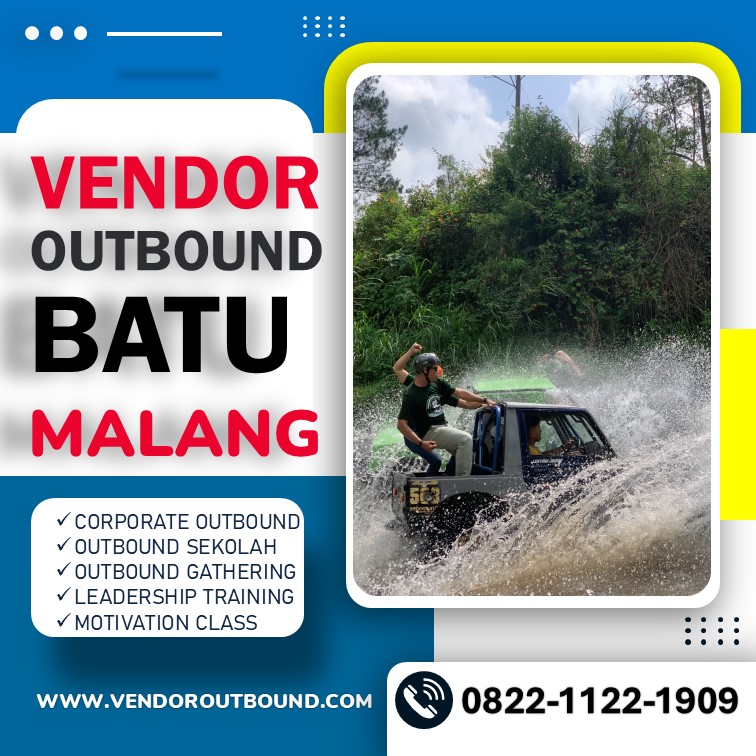 VENDOR
OUTBOUND
BATU
MALANG
CORPORATE OUTBOUND
OUTBOUND SEKOLAH
OUTBOUND GATHERING
LEADERSHIP TRAINING
MOTIVATION CLASS
503
WWW.VENDOROUTBOUND.COM
0822-1122-1909